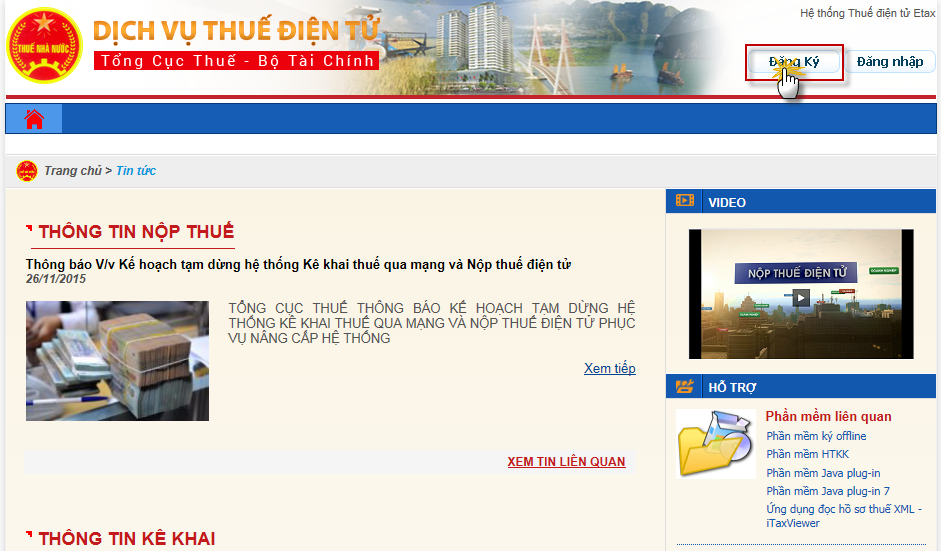 Hệ thống Thuế điện tử Etax
THUẾ NHÀ NƯỚC
DỊCH VỤ THUẾ ĐIỆN TỬ
Tổng Cục Thuế - Bộ Tài Chính
Đăng Ký
Đăng nhập
Trang chủ > Tin tức
THÔNG TIN NỘP THUẾ
Thông báo V/v Kế hoạch tạm dừng hệ thống Kê khai thuế qua mạng và Nộp thuế điện tử
26/11/2015
TỔNG CỤC THUẾ THÔNG BÁO KẾ HOẠCH TẠM DỪNG HỆ
THỐNG KÊ KHAI THUẾ QUA MẠNG VÀ NỘP THUẾ ĐIỆN TỬ PHỤC
VỤ NÂNG CẤP HỆ THỐNG
Xem tiếp
XEM TIN LIÊN QUAN
THÔNG TIN KÊ KHAI
VIDEO
NỘP THUẾ ĐIỆN TỬ
DOANH NGHIỆP
HỖ TRỢ
Phần mềm liên quan
Phần mềm ký offline
Phần mềm HTKK
Phần mềm Java plug-in
Phần mềm Java plug-in 7
Ứng dụng đọc hồ sơ thuế XML -
iTaxViewer